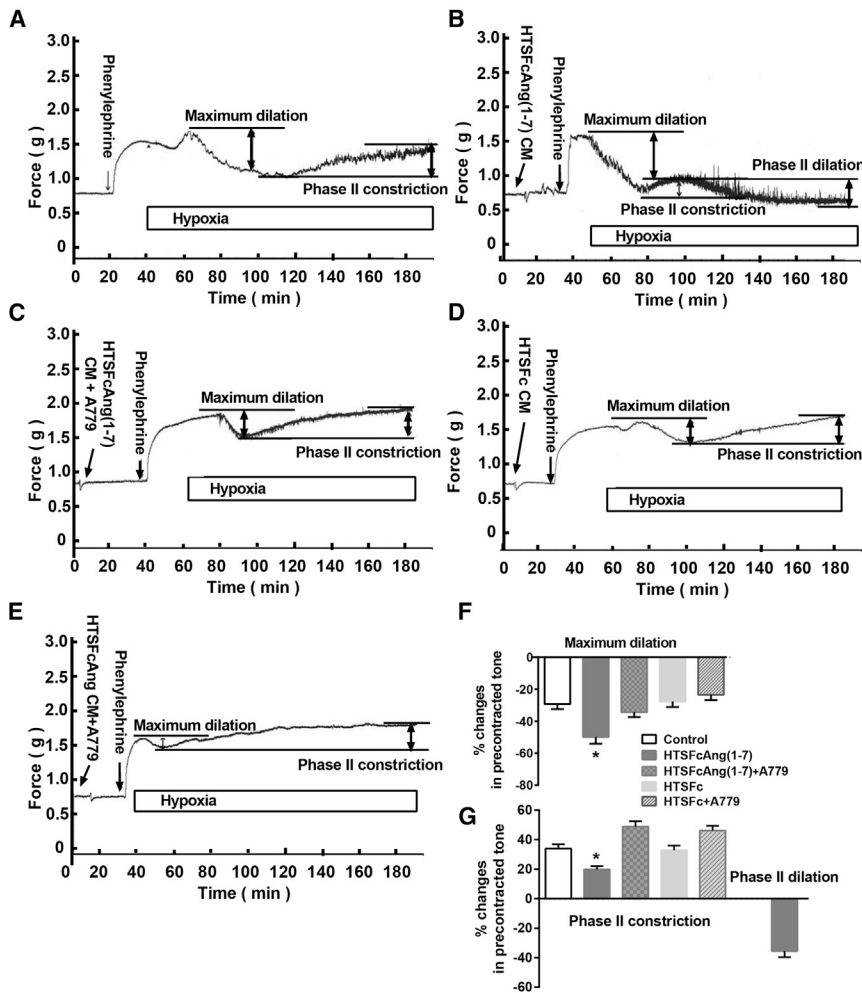 A
Force ( g )
3.0
2.5
2.0
1.5
1.0
0.5
0
Phenylephrine
Maximum dilation
Phase II constriction
Hypoxia
0 20 40 60 80 100 120 140 160 180
Time ( min )
B
Force ( g )
3.0
2.5
2.0
1.5
1.0
0.5
0
HTSFcAng(1-7) CM
Phenylephrine
Maximum dilation
Phase II dilation
Phase II constriction
Hypoxia
0 20 40 60 80 100 120 140 160 180
Time ( min )
C
Force ( g )
3.0
2.5
2.0
1.5
1.0
0.5
0
HTSFcAng(1-7)
CM + A779
Phenylephrine
Maximum dilation
Phase II constriction
Hypoxia
0 20 40 60 80 100 120 140 160 180
Time ( min )
D
Force ( g )
3.0
2.5
2.0
1.5
1.0
0.5
0
HTSFc CM
Phenylephrine
Maximum dilation
Phase II constriction
Hypoxia
0 20 40 60 80 100 120 140 160 180
Time ( min )
E
Force ( g )
3.0
2.5
2.0
1.5
1.0
0.5
0
HTSFcAng CM+A779
Phenylephrine
Maximum dilation
Phase II constriction
Hypoxia
0 20 40 60 80 100 120 140 160 180
Time ( min )
F
Maximum dilation
% changes
in precontracted tone
0
-20
-40
-60
-80
*
Control
HTSFcAng(1-7)
HTSFcAng(1-7)+A779
HTSFc
HTSFc+A779
G
% changes
in precontracted tone
60
40
20
0
-20
-40
-60
*
Phase II dilation
Phase II constriction